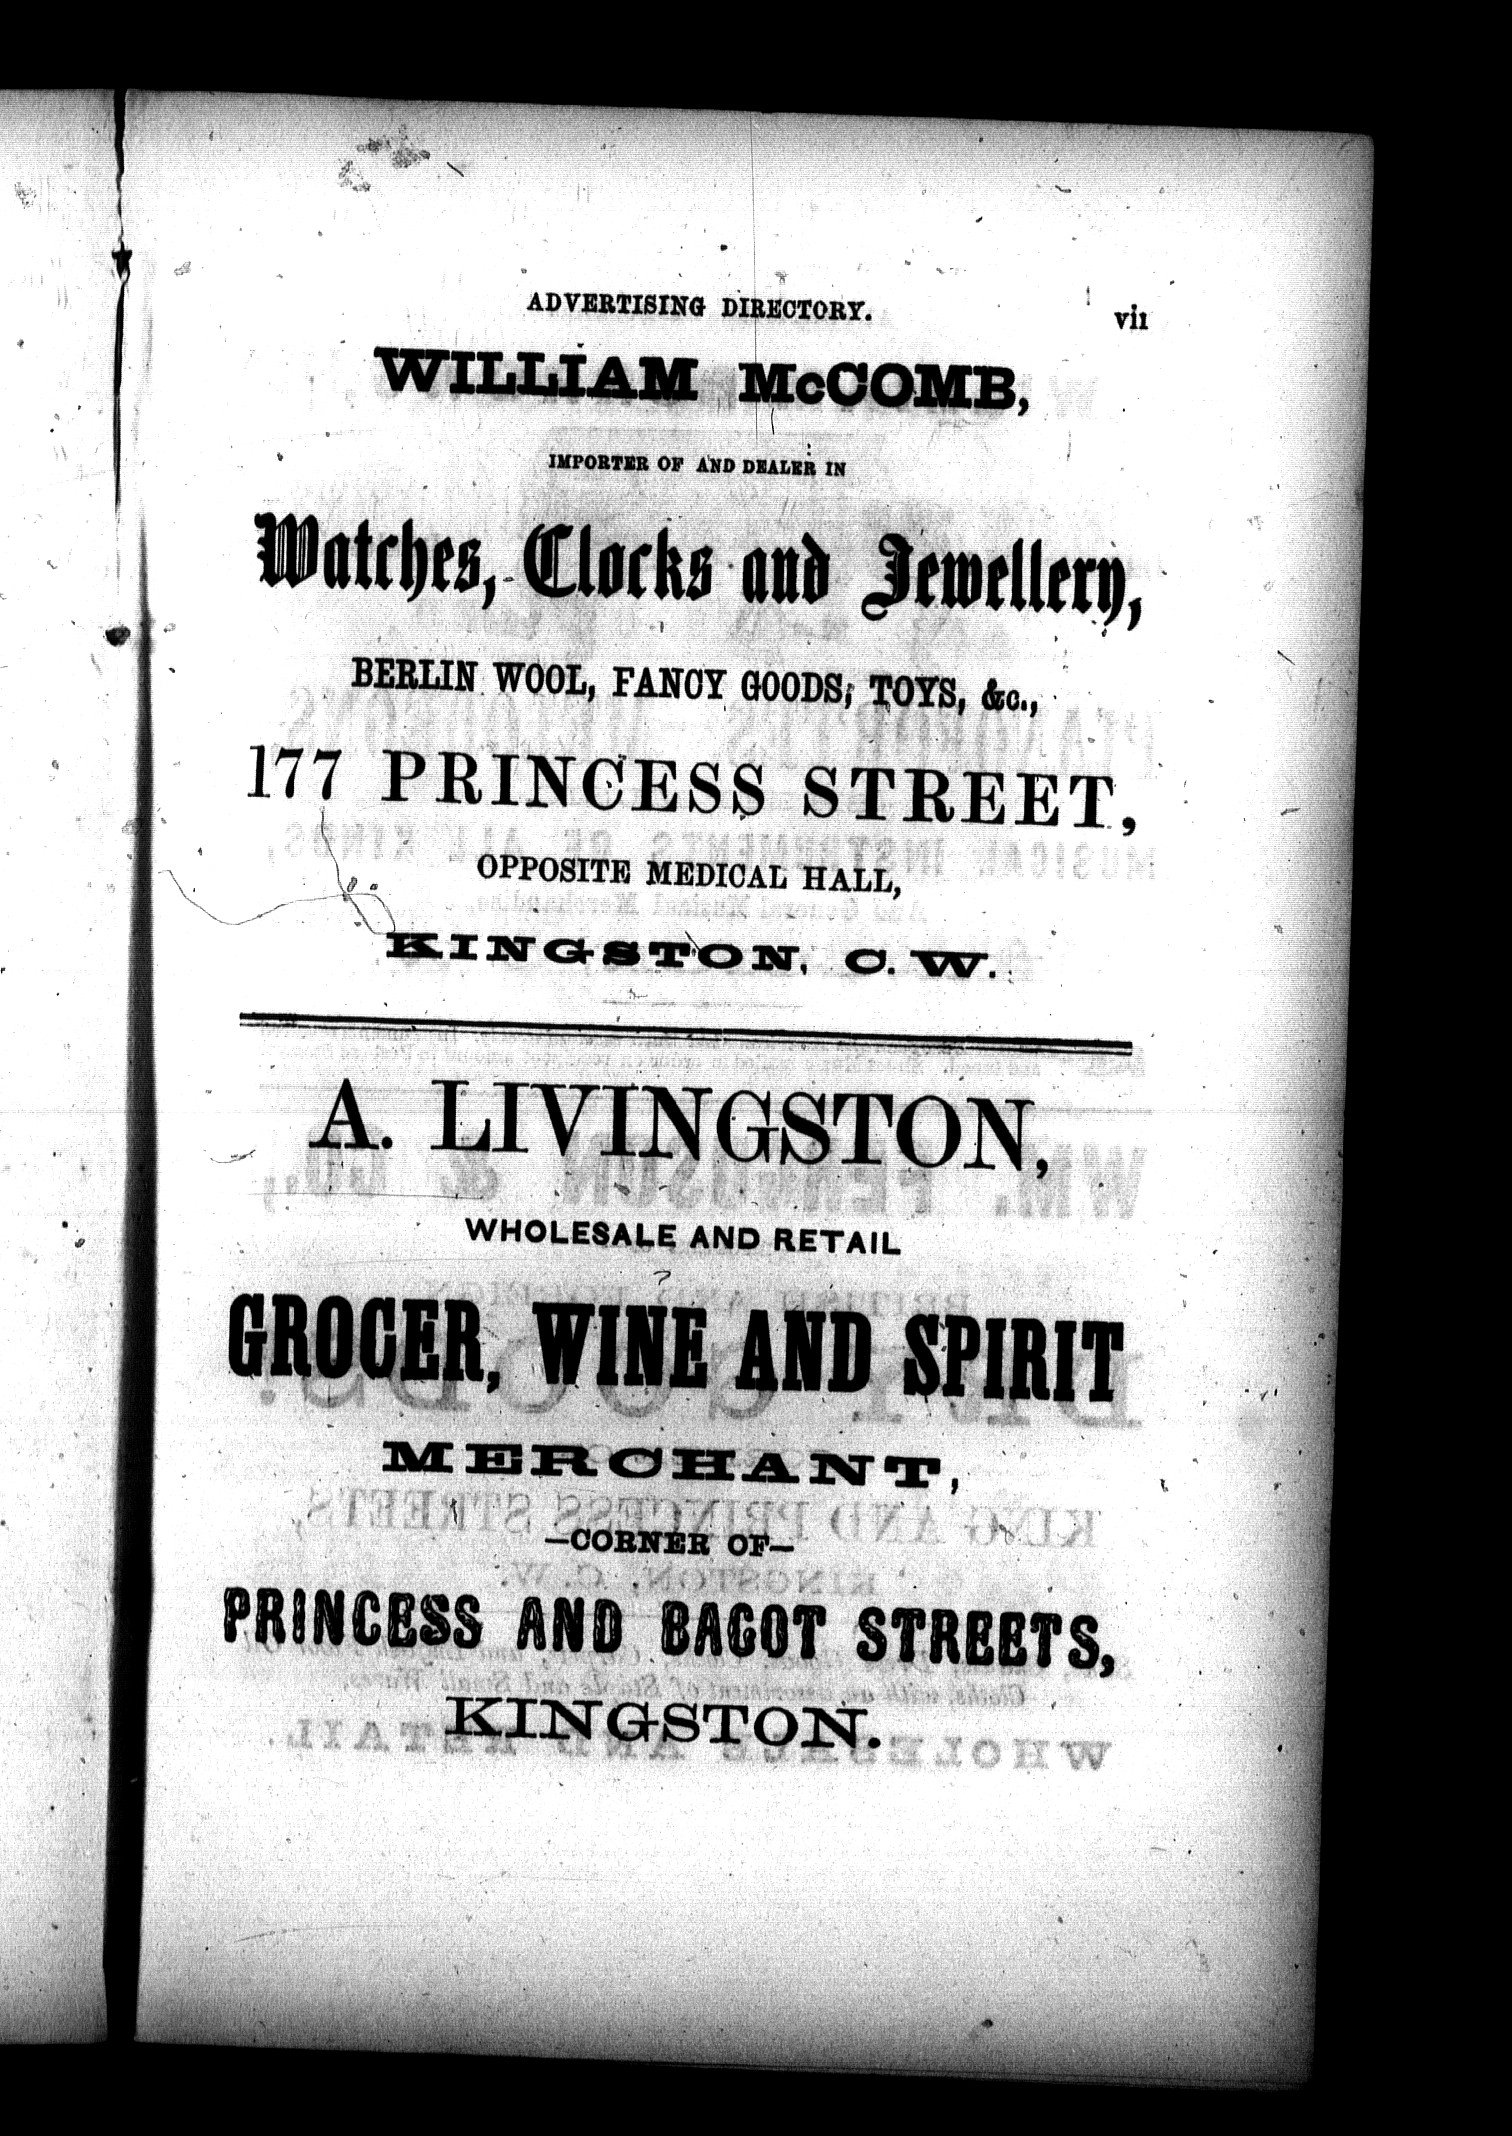 ADVERTISING DIRECTORY. vii
WILLIAM McCOMB,
IMPORTER OF AND DEALER IN
Watches, Clocks and Jewellery,
BERLIN WOOL, FANCY GOODS, TOYS, &c.,
177 PRINCESS STREET,
OPPOSITE MEDICAL HALL,
KINGSTON, C. W.
A. LIVINGSTON,
WHOLESALE AND RETAIL
GROCER, WINE AND SPIRIT
MERCHANT,
—CORNER OF—
PRINCESS AND BAGOT STREETS,
KINGSTON.